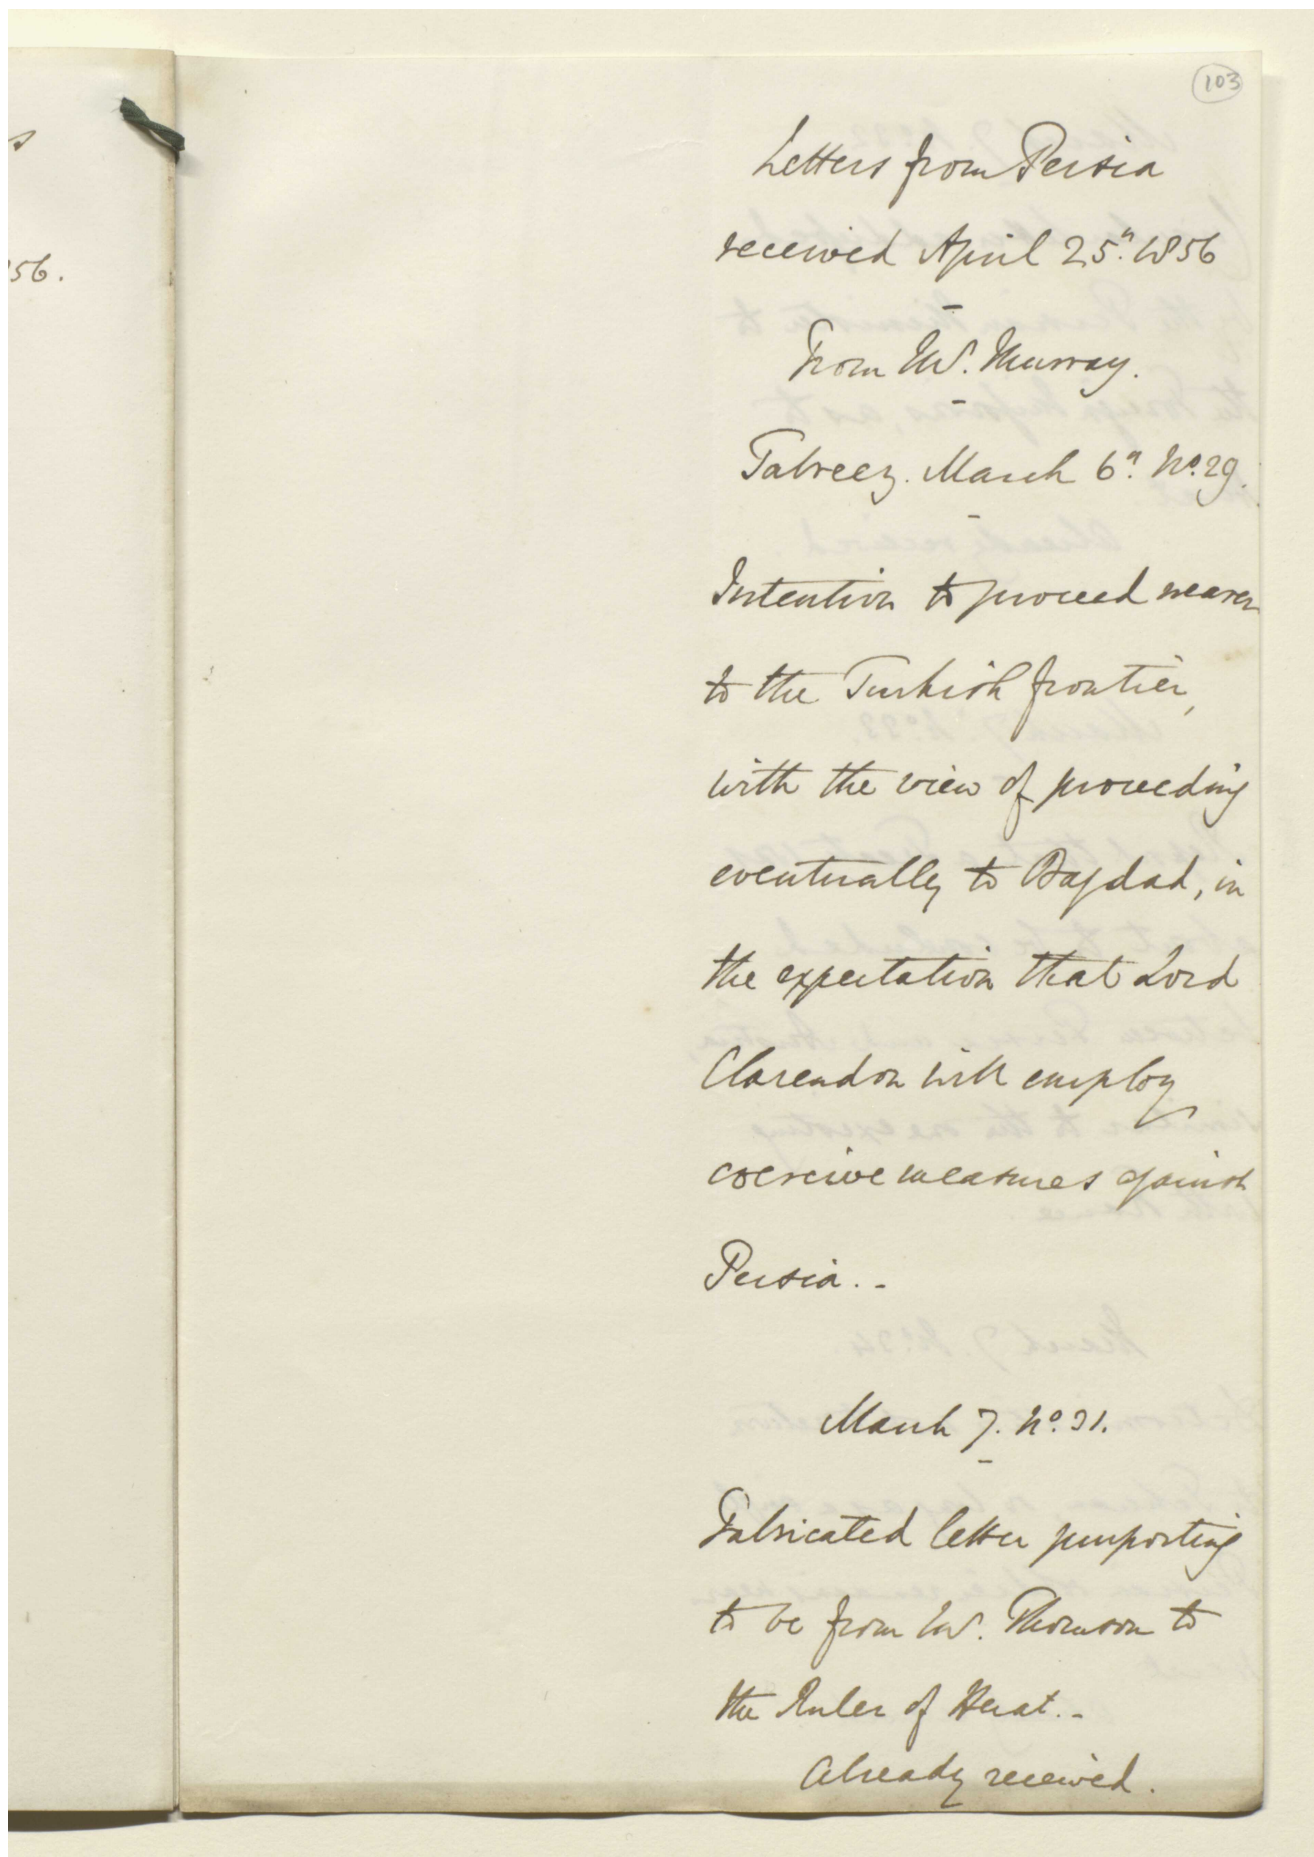 103
Letters from Persia
received April 25th 1856
From Mr. Murray.
Tabreez. March 6th No. 29.
Intention to proceed nearer
to the Turkish frontier,
with the view of proceeding
eventually to Bagdad, in
the expectation that Lord
Clarendon will employ
coercive measures against
Persia. -
March 7. No. 31.
Fabricated letter purporting
to be from Mr. Thomson to
the Ruler of Herat. -
Already received.
56.